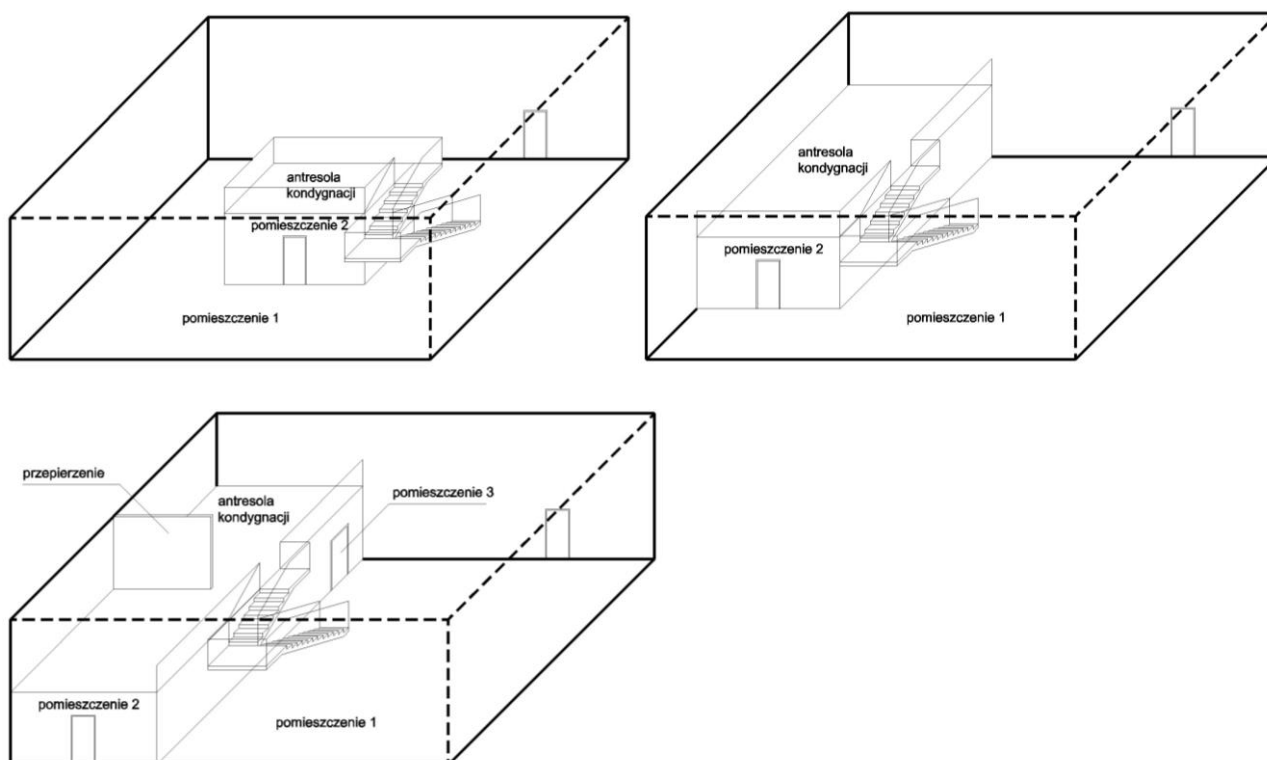 antresola
kondygnacji
pomieszczenie 2
pomieszczenie 1
antresola
kondygnacji
pomieszczenie 2
pomieszczenie 1
przepierzenie
antresola
kondygnacji
pomieszczenie 3
pomieszczenie 2
pomieszczenie 1